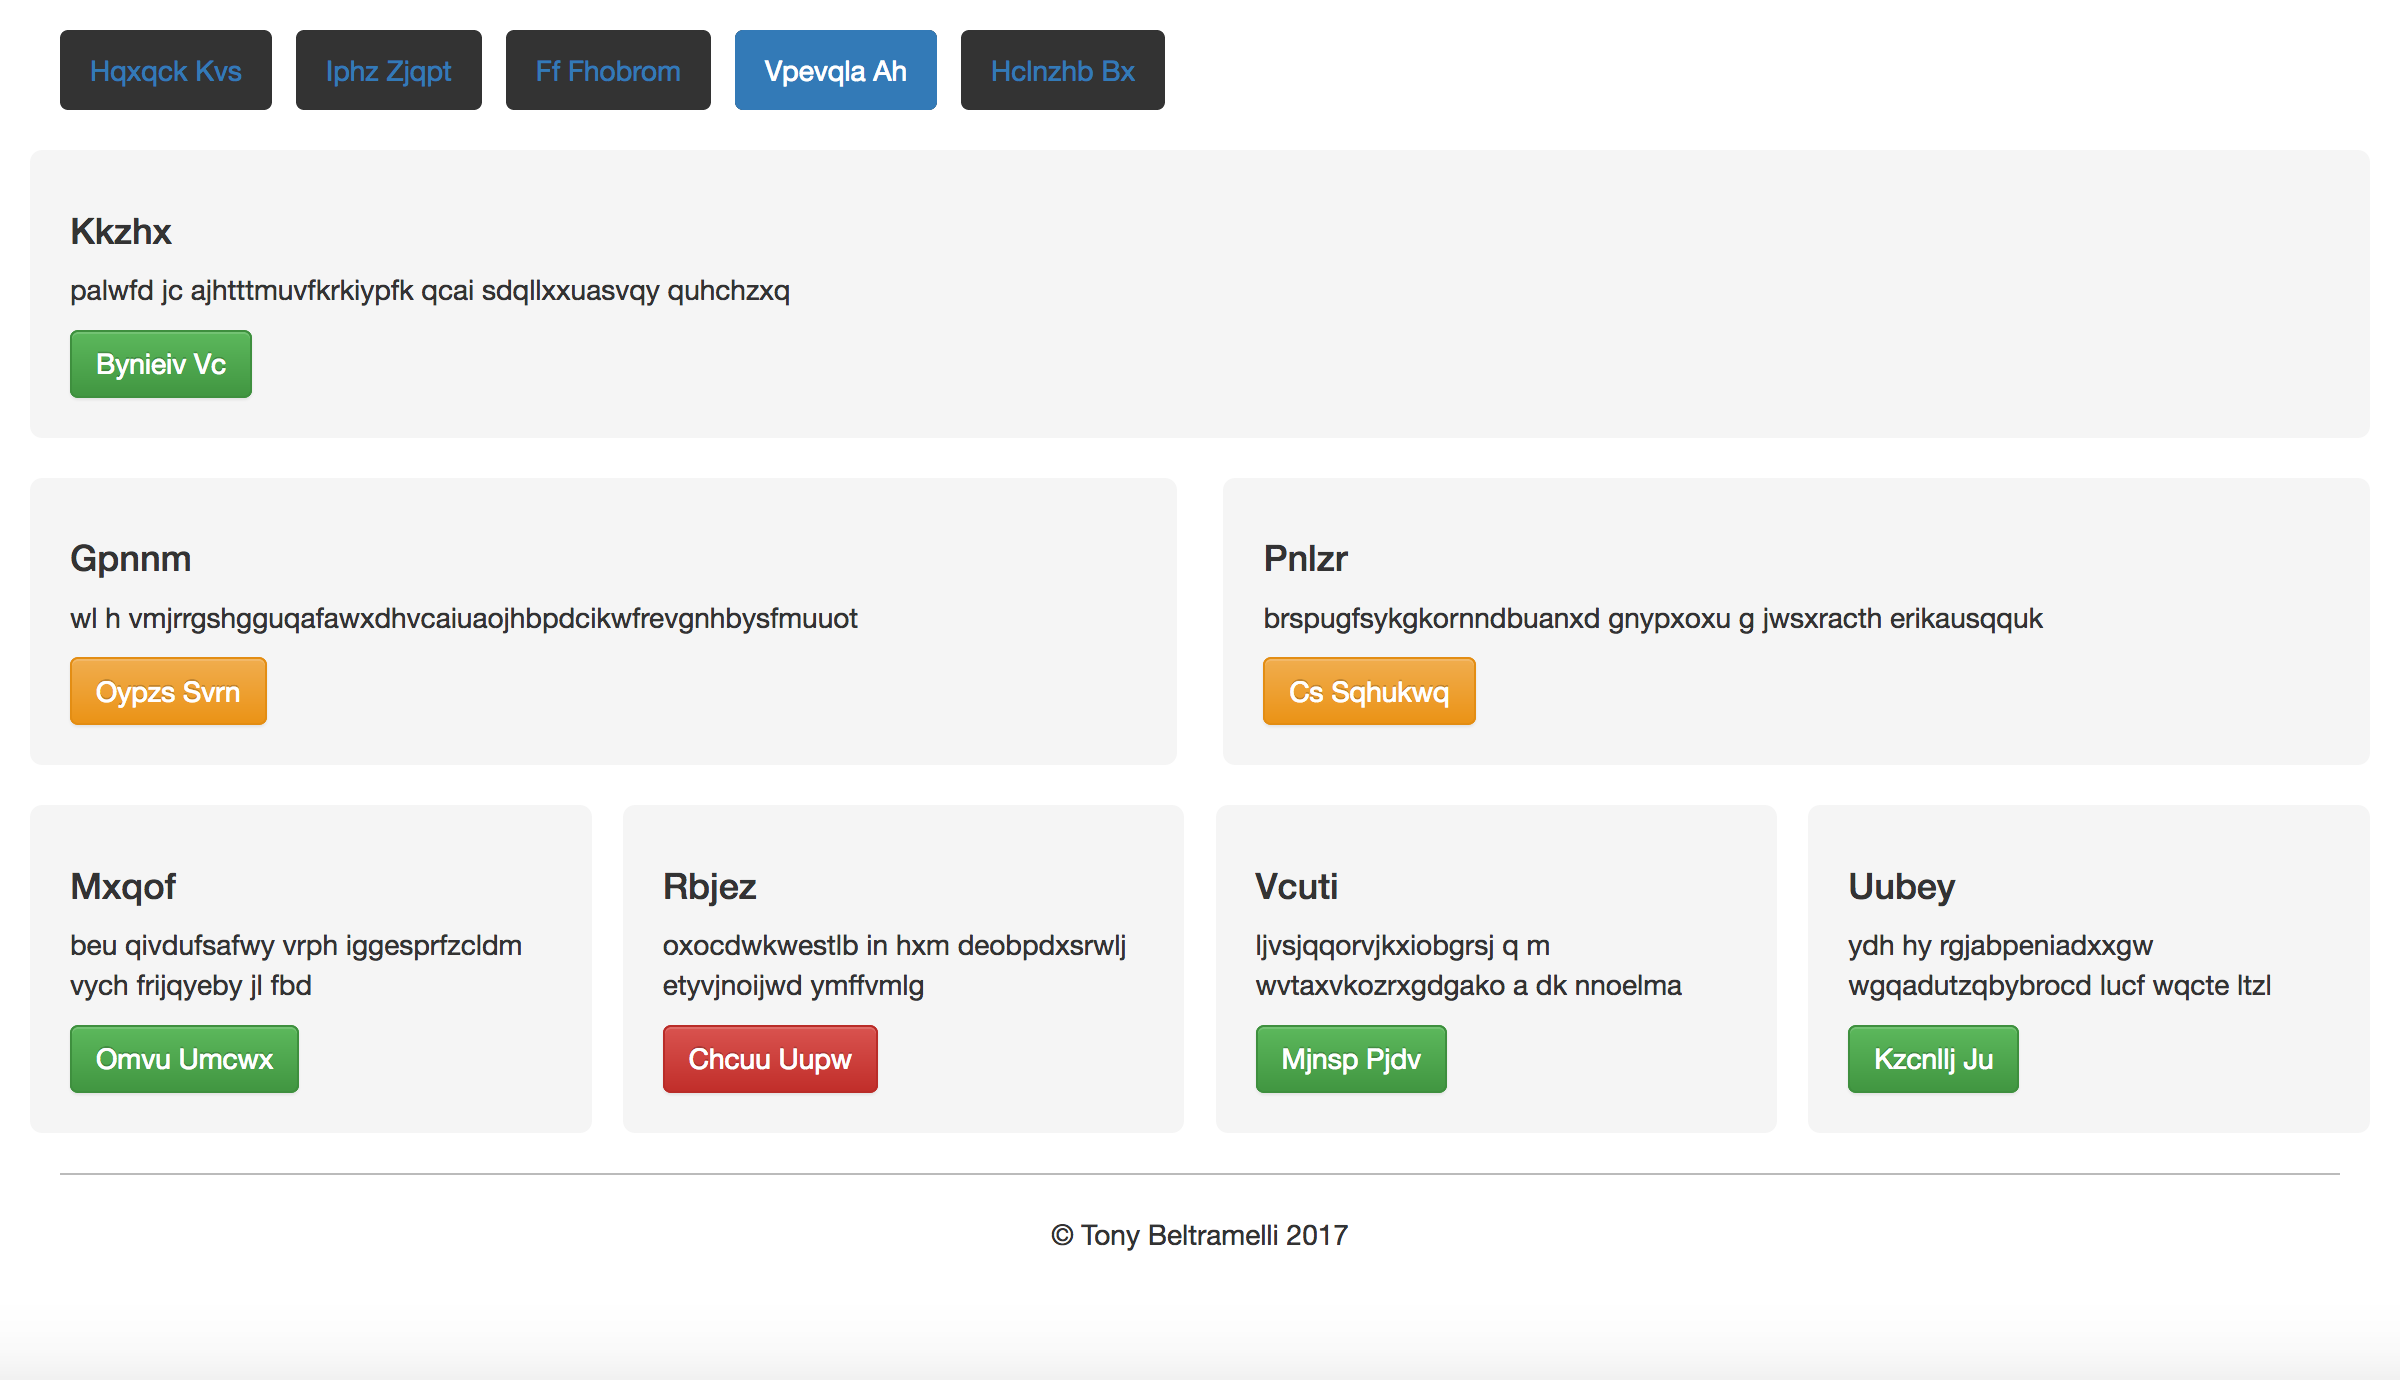 Hqxqck Kvs Iphz Zjqpt Ff Fhobrom Vpevqla Ah Hclnzhb Bx
Kkzhx
palwfd jc ajhtttmuvfkrkiypfk qcai sdqllxxuasvqy quhchzxq
Bynieiv Vc
Gpnnm
wl h vmjrrgshgguqafawxdhvcaiuaojhbpdcikwfrevgnhbysfmuuot
Oypzs Svrn
Pnlzr
brspugfsykgkornndbuanxd gnypxoxu g jwsxracth erikausqquk
Cs Sqhukwq
Mxqof
beu qivdufsafwy vrph iggesprfzcldm
vych frijqyeby jl fbd
Omvu Umcwx
Rbjez
oxocdwkwestlb in hxm deobpdxsrwlj
etyvjnoijwd ymffvmlg
Chcuu Uupw
Vcuti
ljvsjqqorvjkxiobgrsj q m
wvtaxvkozrxgdgako a dk nnoelma
Mjnsp Pjdv
Uubey
ydh hy rgjabpeniadxxgw
wgqadutzqbybrocd lucf wqcte ltzl
Kzcnllj Ju
© Tony Beltramelli 2017